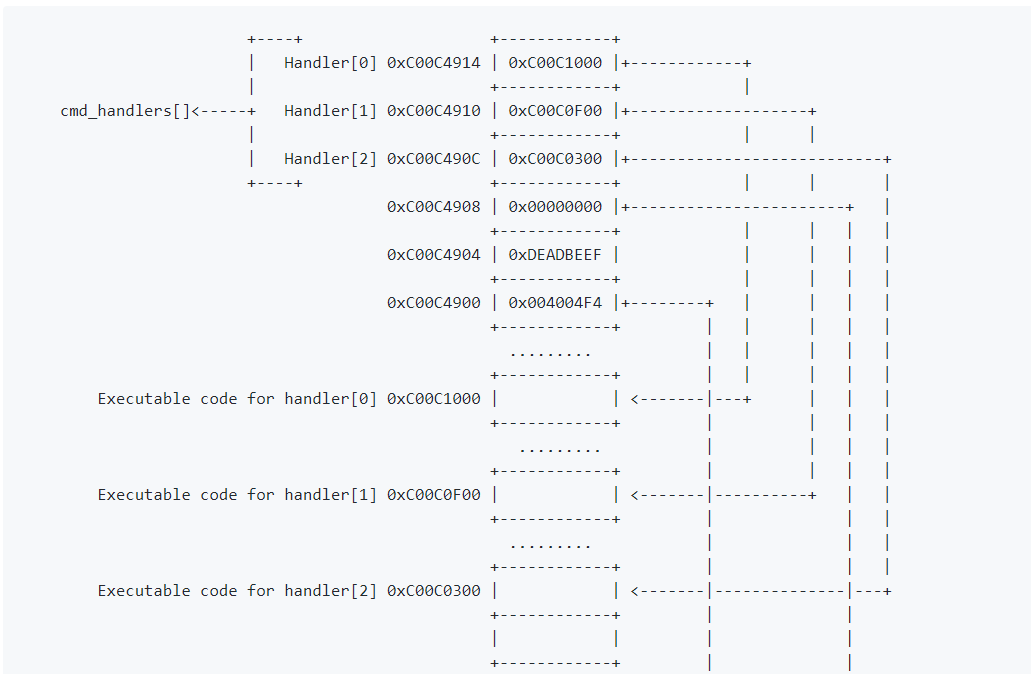 +----+                    +------------+
|   Handler[0] 0xC00C4914 | 0xC00C1000 |+------------+
|                         +------------+             |
cmd_handlers[]<-----+   Handler[1] 0xC00C4910 | 0xC00C0F00 |+-------------------+
|                         +------------+             |      |
|   Handler[2] 0xC00C490C | 0xC00C0300 |+---------------------------+
+----+                    +------------+             |      |       |
0xC00C4908 | 0x00000000 |+-----------------------+   |
+------------+             |      |   |   |
0xC00C4904 | 0xDEADBEEF |             |      |   |   |
+------------+             |      |   |   |
0xC00C4900 | 0x004004F4 |+--------+   |      |   |   |
+------------+         |   |      |   |   |
.........            |   |      |   |   |
+------------+         |   |      |   |   |
Executable code for handler[0] 0xC00C1000 |            | <-------|---+      |   |   |
+------------+         |          |   |   |
.........           |          |   |   |
+------------+         |          |   |   |
Executable code for handler[1] 0xC00C0F00 |            | <-------|----------+   |   |
+------------+         |              |   |
.........            |              |   |
+------------+         |              |   |
Executable code for handler[2] 0xC00C0300 |            | <-------|--------------|---+
+------------+         |              |
|            |         |              |
+------------+         |              |